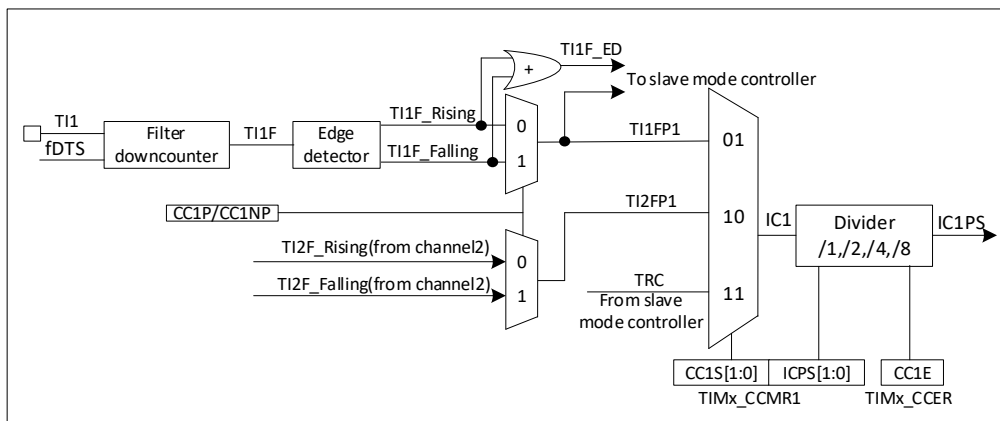 TI1F_ED
+
To slave mode controller
TI1
fDTS
Filter
downcounter
TI1F
Edge
detector
TI1F_Rising
TI1F_Falling
0
1
TI1FP1
01
CC1P/CC1NP
TI2F_Rising(from channel2)
TI2F_Falling(from channel2)
0
1
TI2FP1
10
TRC
From slave
mode controller
11
IC1
Divider
/1,/2,/4,/8
IC1PS
CC1S[1:0]
ICPS[1:0]
CC1E
TIMx_CCMR1
TIMx_CCER